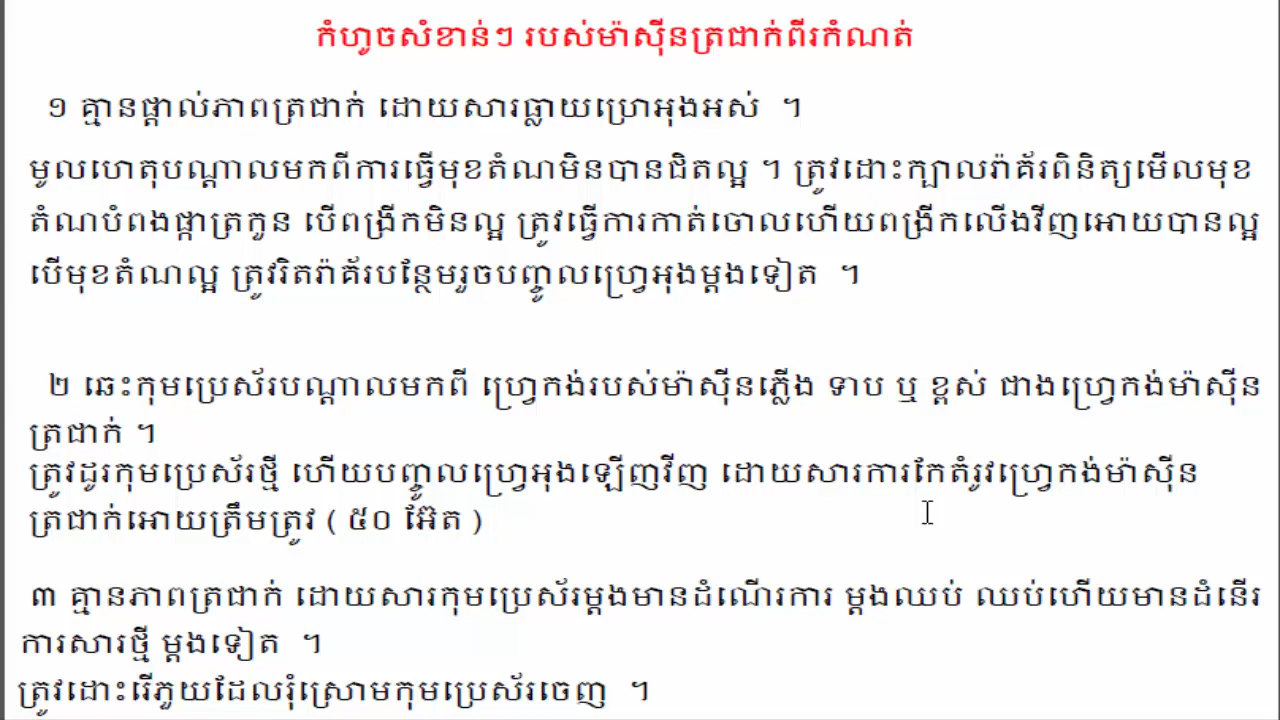 កំហូចសំខាន់ៗ របស់ម៉ាស៊ីនត្រជាក់ពីរកំណត់
១ គ្មានផ្តាល់ភាពត្រជាក់ ដោយសារធ្លាយហ្រោអុងអស់ ។
មូលហេតុបណ្តាលមកពីការធ្វើមុខតំណមិនបានជិតល្អ ។ ត្រូវដោះក្បាលរ៉ាគ័រពិនិត្យមើលមុខ
តំណបំពងផ្កាត្រកួន បើពង្រីកមិនល្អ ត្រូវធ្វើការកាត់ចោលហើយពង្រីកលើងវីញអោយបានល្អ
បើមុខតំណល្អ ត្រូវរិតរ៉ាគ័របន្ថែមរួចបញ្ចូលហ្វ្រេអុងម្តងទៀត ។
២ ឆេះកុមប្រេស័របណ្តាលមកពី ហ្វ្រេកង់របស់ម៉ាស៊ីនភ្លើង ទាប ឬ ខ្ពស់ ជាងហ្វ្រេកង់ម៉ាស៊ីន
ត្រជាក់ ។
ត្រូវដូរកុមប្រេស័រថ្មី ហើយបញ្ចូលហ្វ្រេអុងឡើញវីញ ដោយសារការកែតំរូវហ្វ្រេកង់ម៉ាស៊ីន
ត្រជាក់អោយត្រឹមត្រូវ ( ៥០ អ៊ែត )
៣ គ្មានភាពត្រជាក់ ដោយសារកុមប្រេស័រម្តងមានដំណើរការ ម្តងឈប់ ឈប់ហើយមានដំនើរ
ការសារថ្មី ម្តងទៀត ។
ត្រូវដោះរើភួយដែលរុំស្រោមកុមប្រេស័រចេញ ។